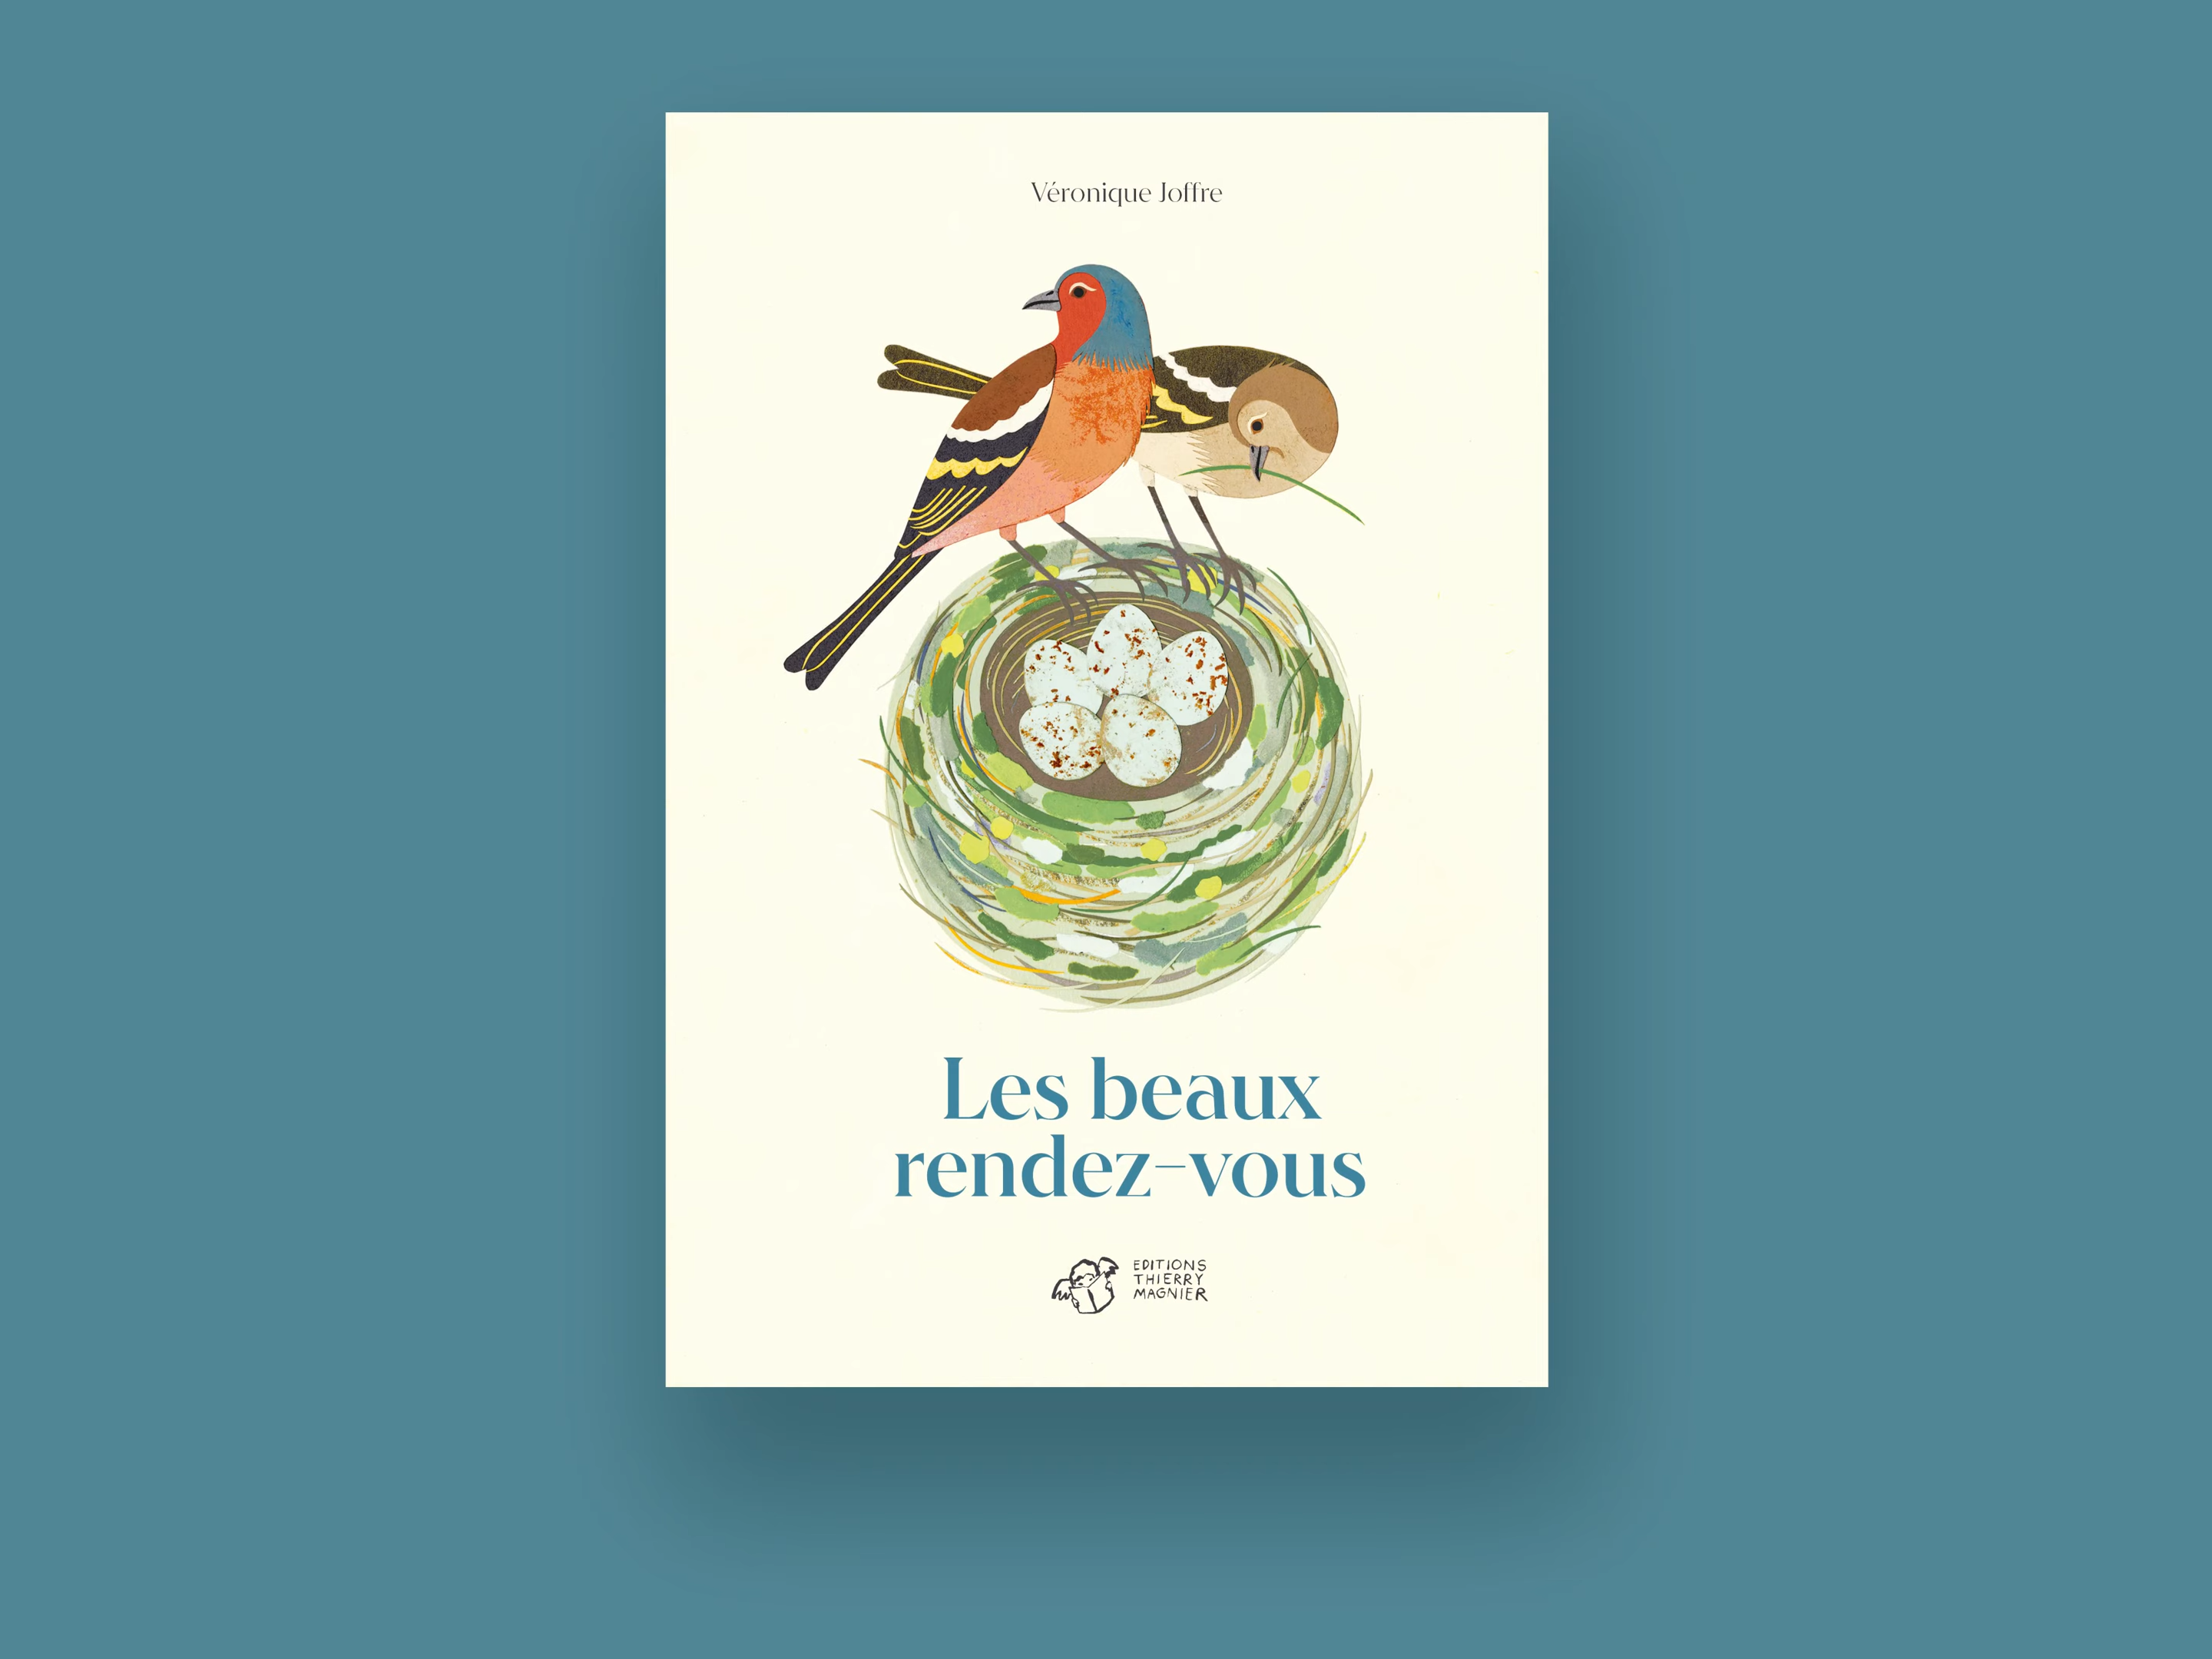 Véronique Joffre
Les beaux
rendez-vous
EDITIONS
THIERRY
MAGNIER